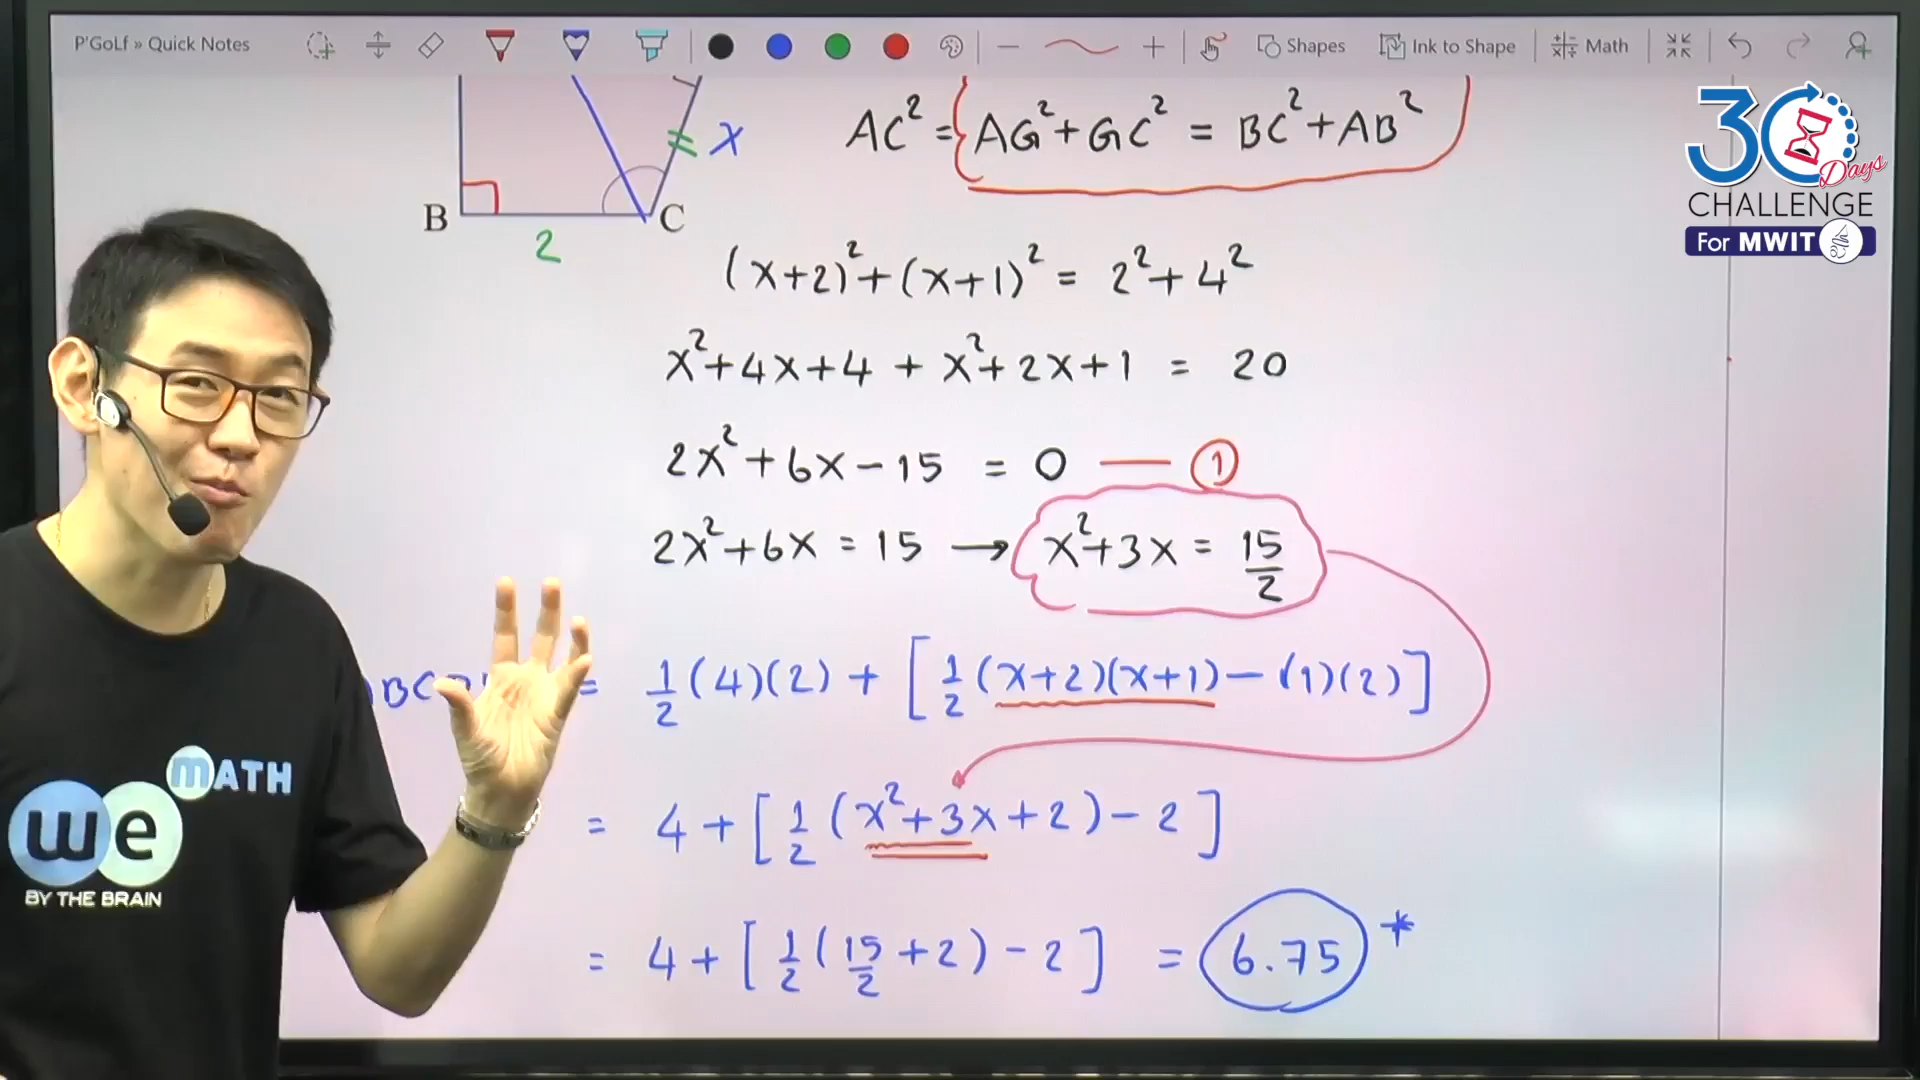 P'GoLf » Quick Notes
Shapes
Ink to Shape
Math
30 Days
CHALLENGE
For MWIT
AC² = AG² + GC² = BC² + AB²
x
B
C
2
(x+2)² + (x+1)² = 2² + 4²
x² + 4x + 4 + x² + 2x + 1 = 20
2x² + 6x - 15 = 0 — ①
2x² + 6x = 15 → x² + 3x = 15/2
BC = 1/2 (4)(2) + [1/2 (x+2)(x+1) - (1)(2)]
= 4 + [1/2 (x² + 3x + 2) - 2]
= 4 + [1/2 (15/2 + 2) - 2] = 6.75 *
we MATH
BY THE BRAIN